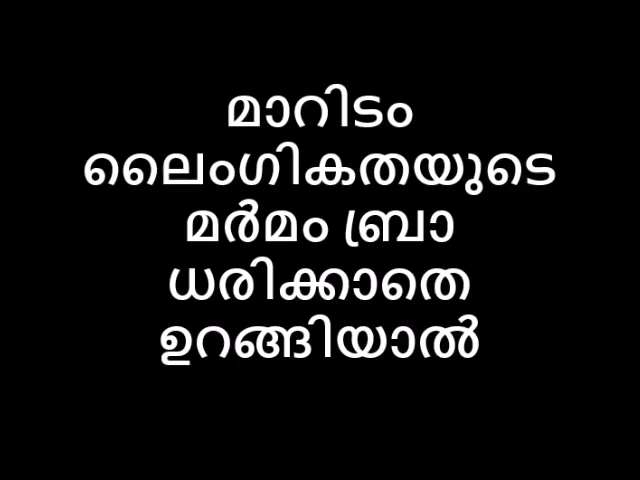 മാറിടം
ലൈംഗികതയുടെ
മർമം ബ്രാ
ധരിക്കാതെ
ഉറങ്ങിയാൽ